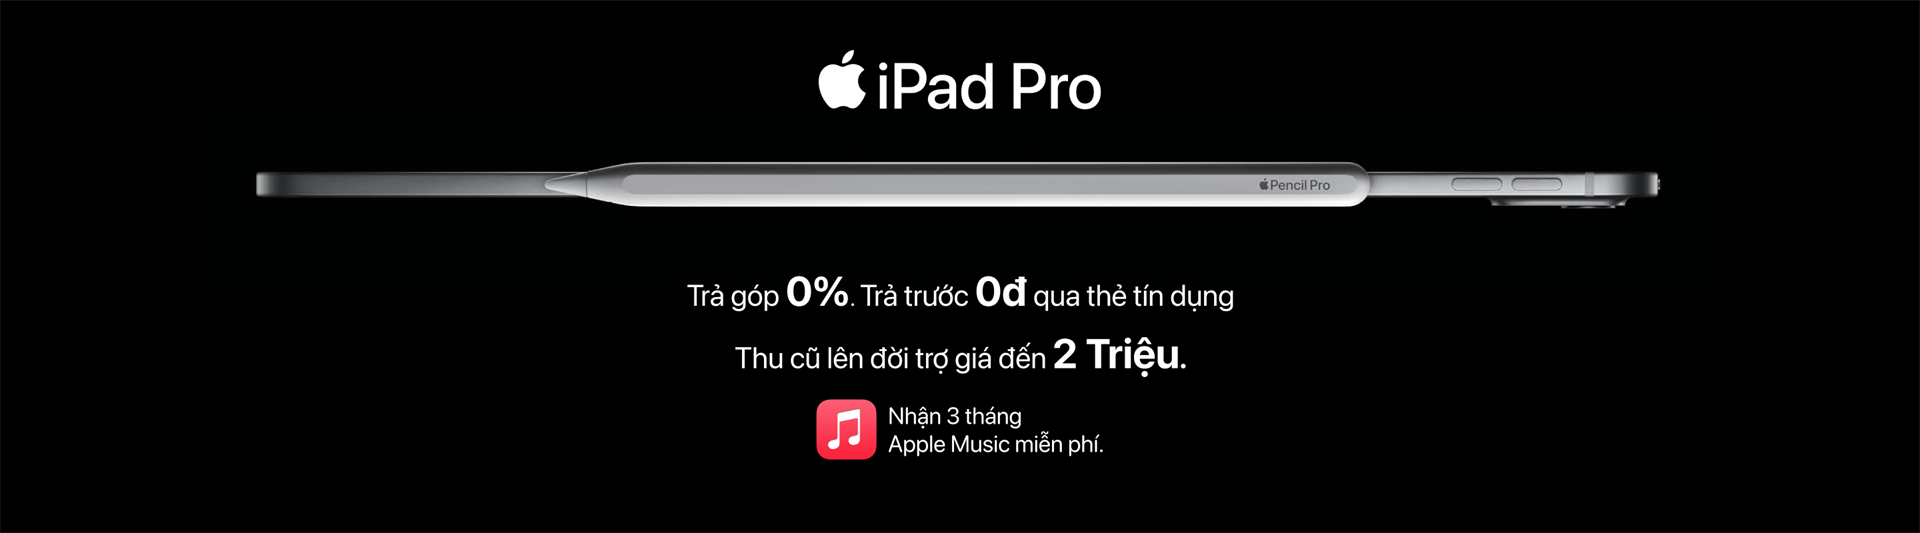 iPad Pro
Pencil Pro
Trả góp 0%. Trả trước 0đ qua thẻ tín dụng
Thu cũ lên đời trợ giá đến 2 Triệu.
Nhận 3 tháng
Apple Music miễn phí.